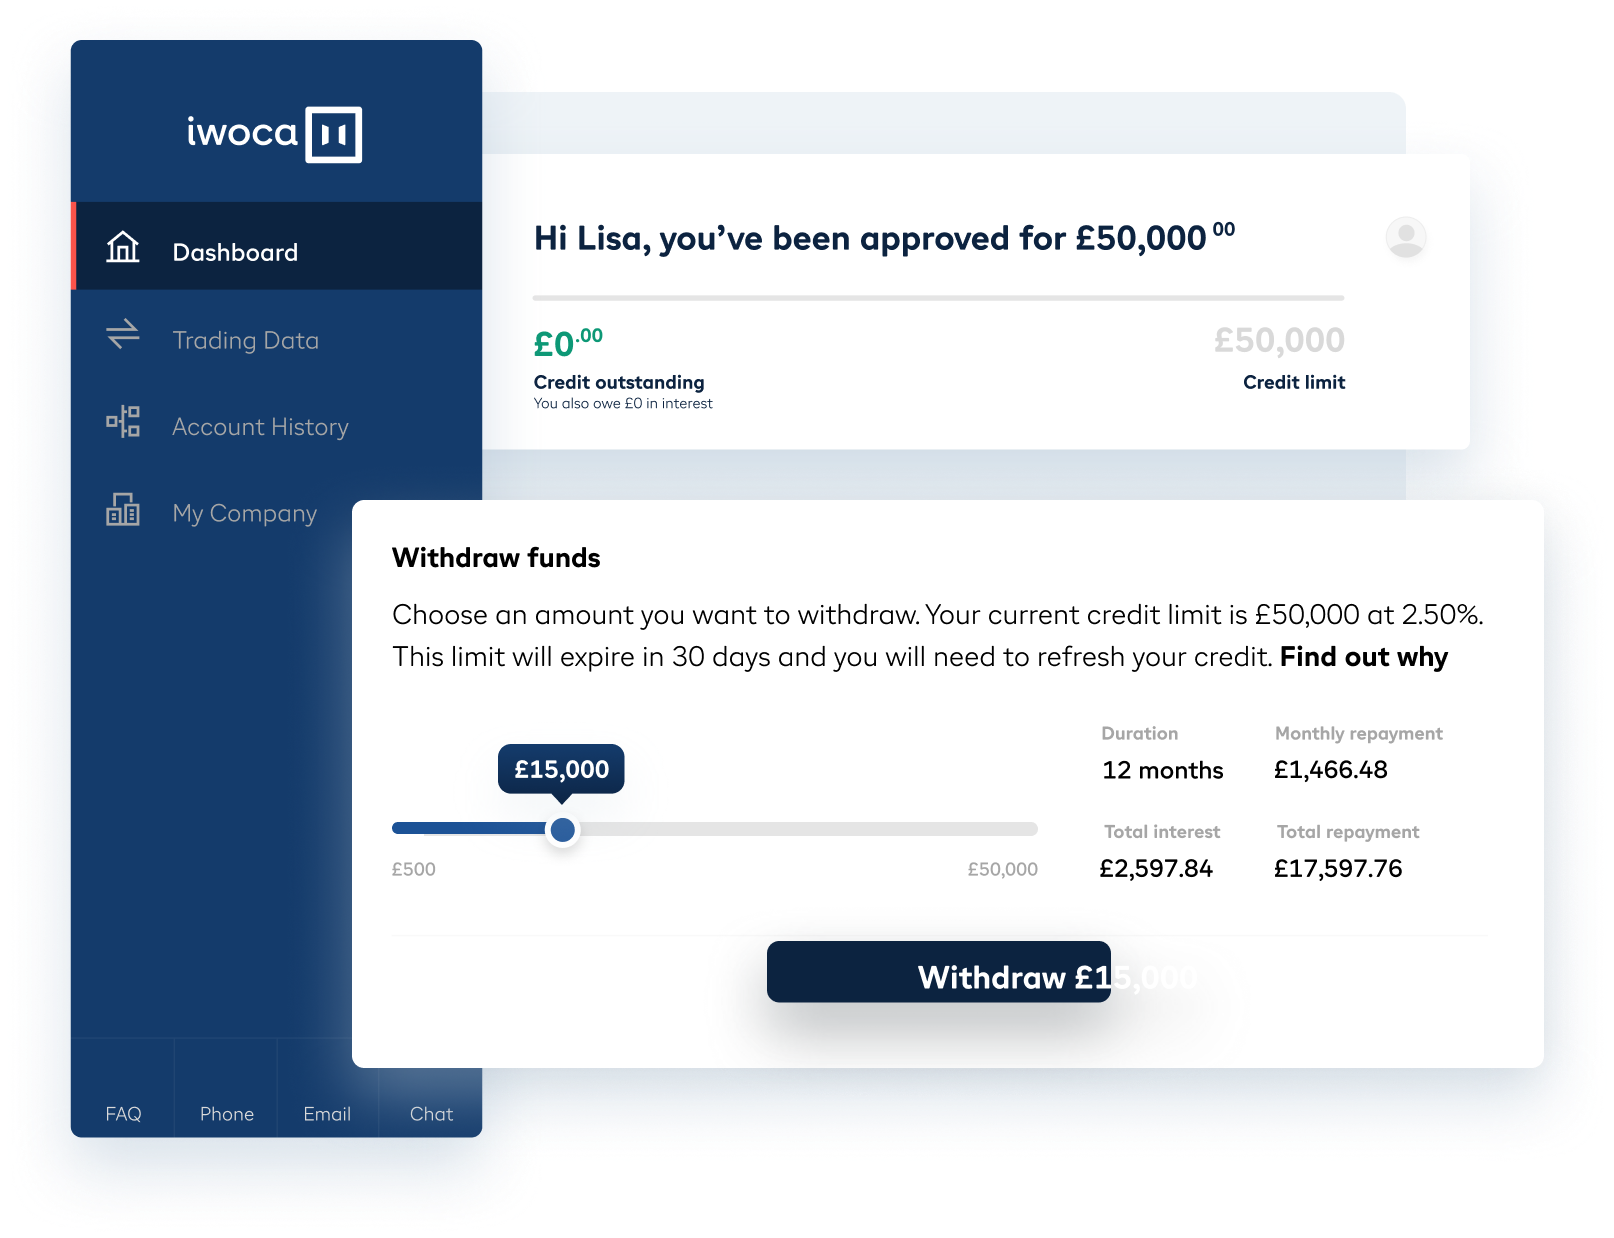 iwoca
Dashboard
Trading Data
Account History
My Company
FAQ
Phone
Email
Chat
Hi Lisa, you’ve been approved for £50,000 00
£0.00
£50,000
Credit outstanding
Credit limit
You also owe £0 in interest
Withdraw funds
Choose an amount you want to withdraw. Your current credit limit is £50,000 at 2.50%.
This limit will expire in 30 days and you will need to refresh your credit. Find out why
£15,000
£500
£50,000
Duration
Monthly repayment
12 months
£1,466.48
Total interest
Total repayment
£2,597.84
£17,597.76
Withdraw £15,000